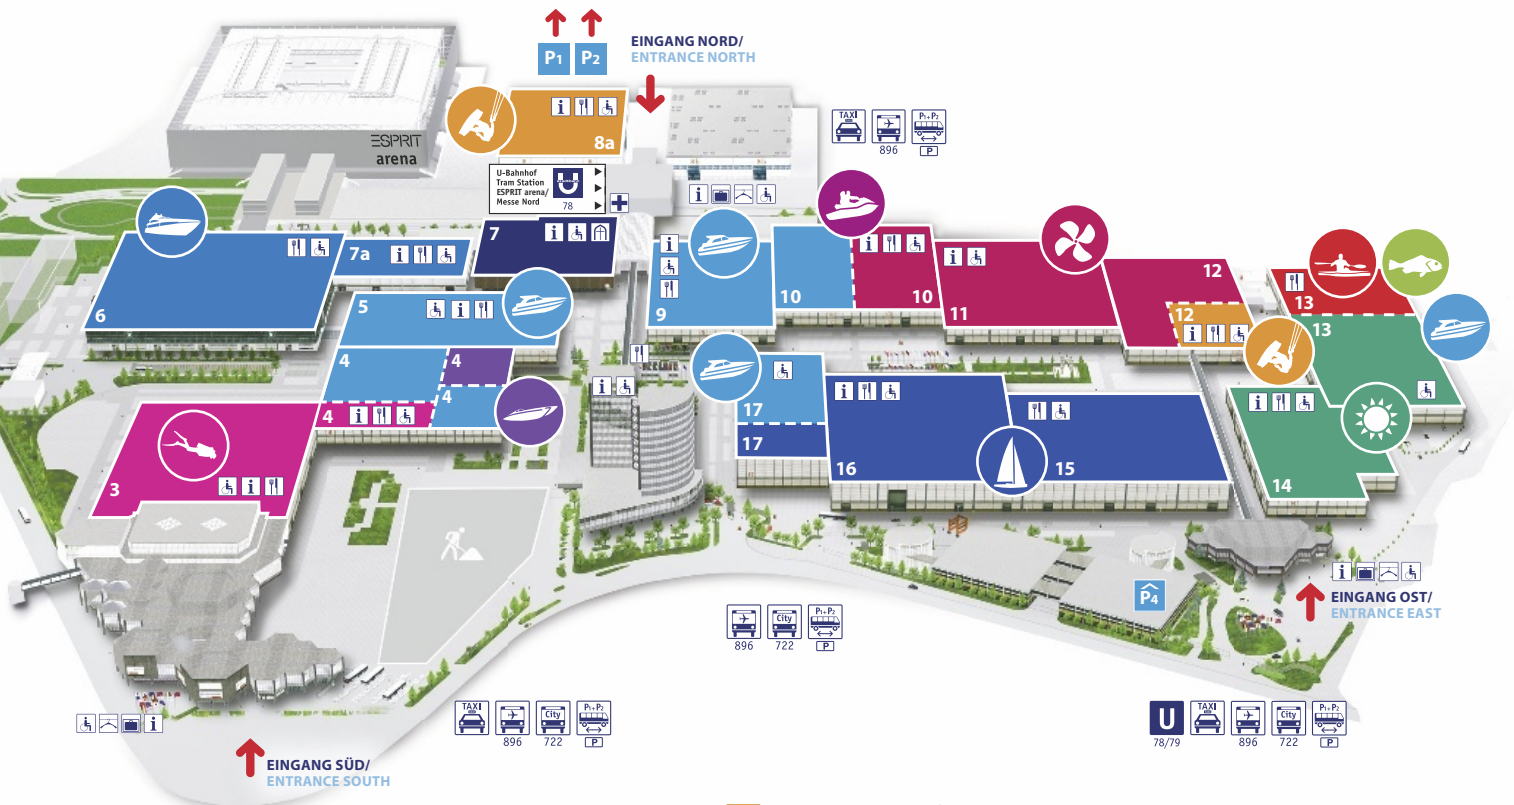 P1
P2
EINGANG NORD/
ENTRANCE NORTH
ESPRIT
arena
i
8a
TAXI
896
P1+P2
P
U-Bahnhof
Tram Station
ESPRIT arena/
Messe Nord
U
78
i
6
7a
i
7
i
i
9
10
i
10
i
11
12
12
i
13
13
5
i
4
4
4
4
i
3
i
i
17
17
i
16
15
i
14
P4
i
EINGANG OST/
ENTRANCE EAST
896
City
722
P1+P2
P
i
TAXI
896
City
722
P1+P2
P
U
78/79
TAXI
896
City
722
P1+P2
P
EINGANG SÜD/
ENTRANCE SOUTH